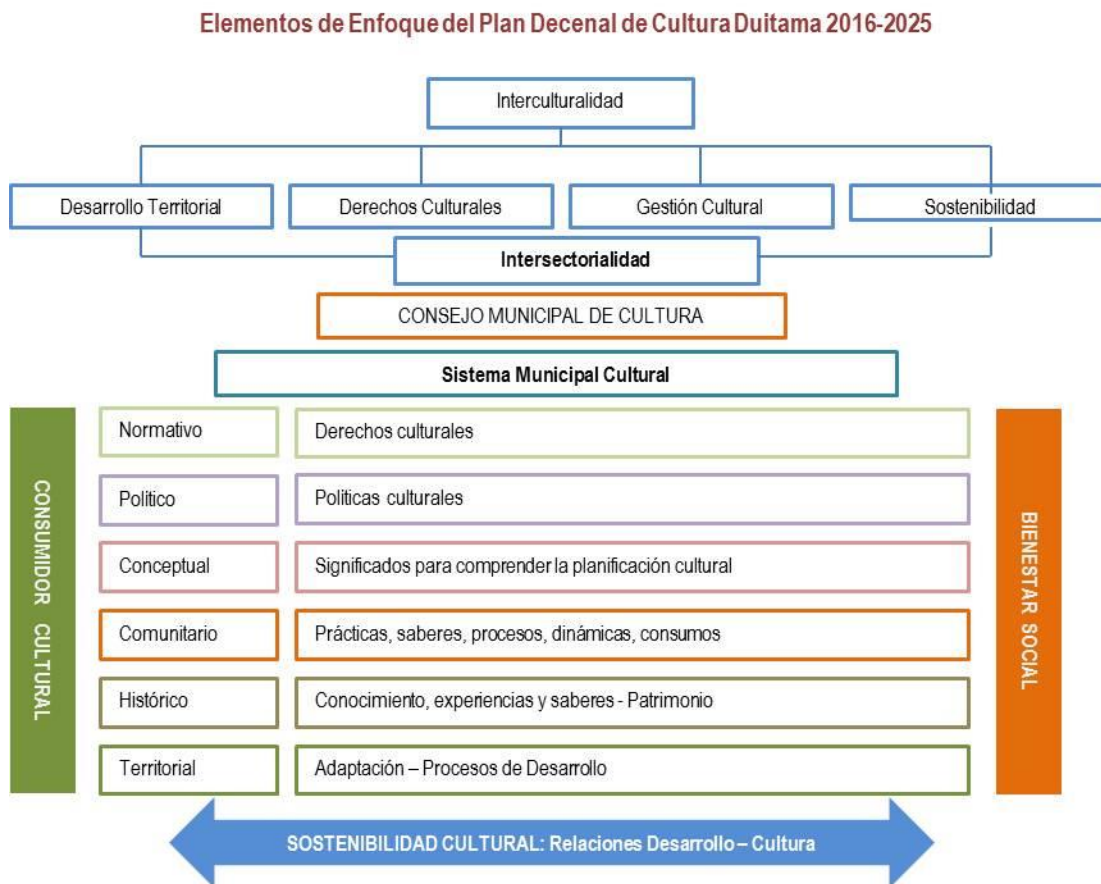 Elementos de Enfoque del Plan Decenal de Cultura Duitama 2016-2025
Interculturalidad
Desarrollo Territorial
Derechos Culturales
Gestión Cultural
Sostenibilidad
Intersectorialidad
CONSEJO MUNICIPAL DE CULTURA
Sistema Municipal Cultural
CONSUMIDOR CULTURAL
Normativo
Derechos culturales
Político
Políticas culturales
Conceptual
Significados para comprender la planificación cultural
Comunitario
Prácticas, saberes, procesos, dinámicas, consumos
Histórico
Conocimiento, experiencias y saberes - Patrimonio
Territorial
Adaptación – Procesos de Desarrollo
BIENESTAR SOCIAL
SOSTENIBILIDAD CULTURAL: Relaciones Desarrollo – Cultura